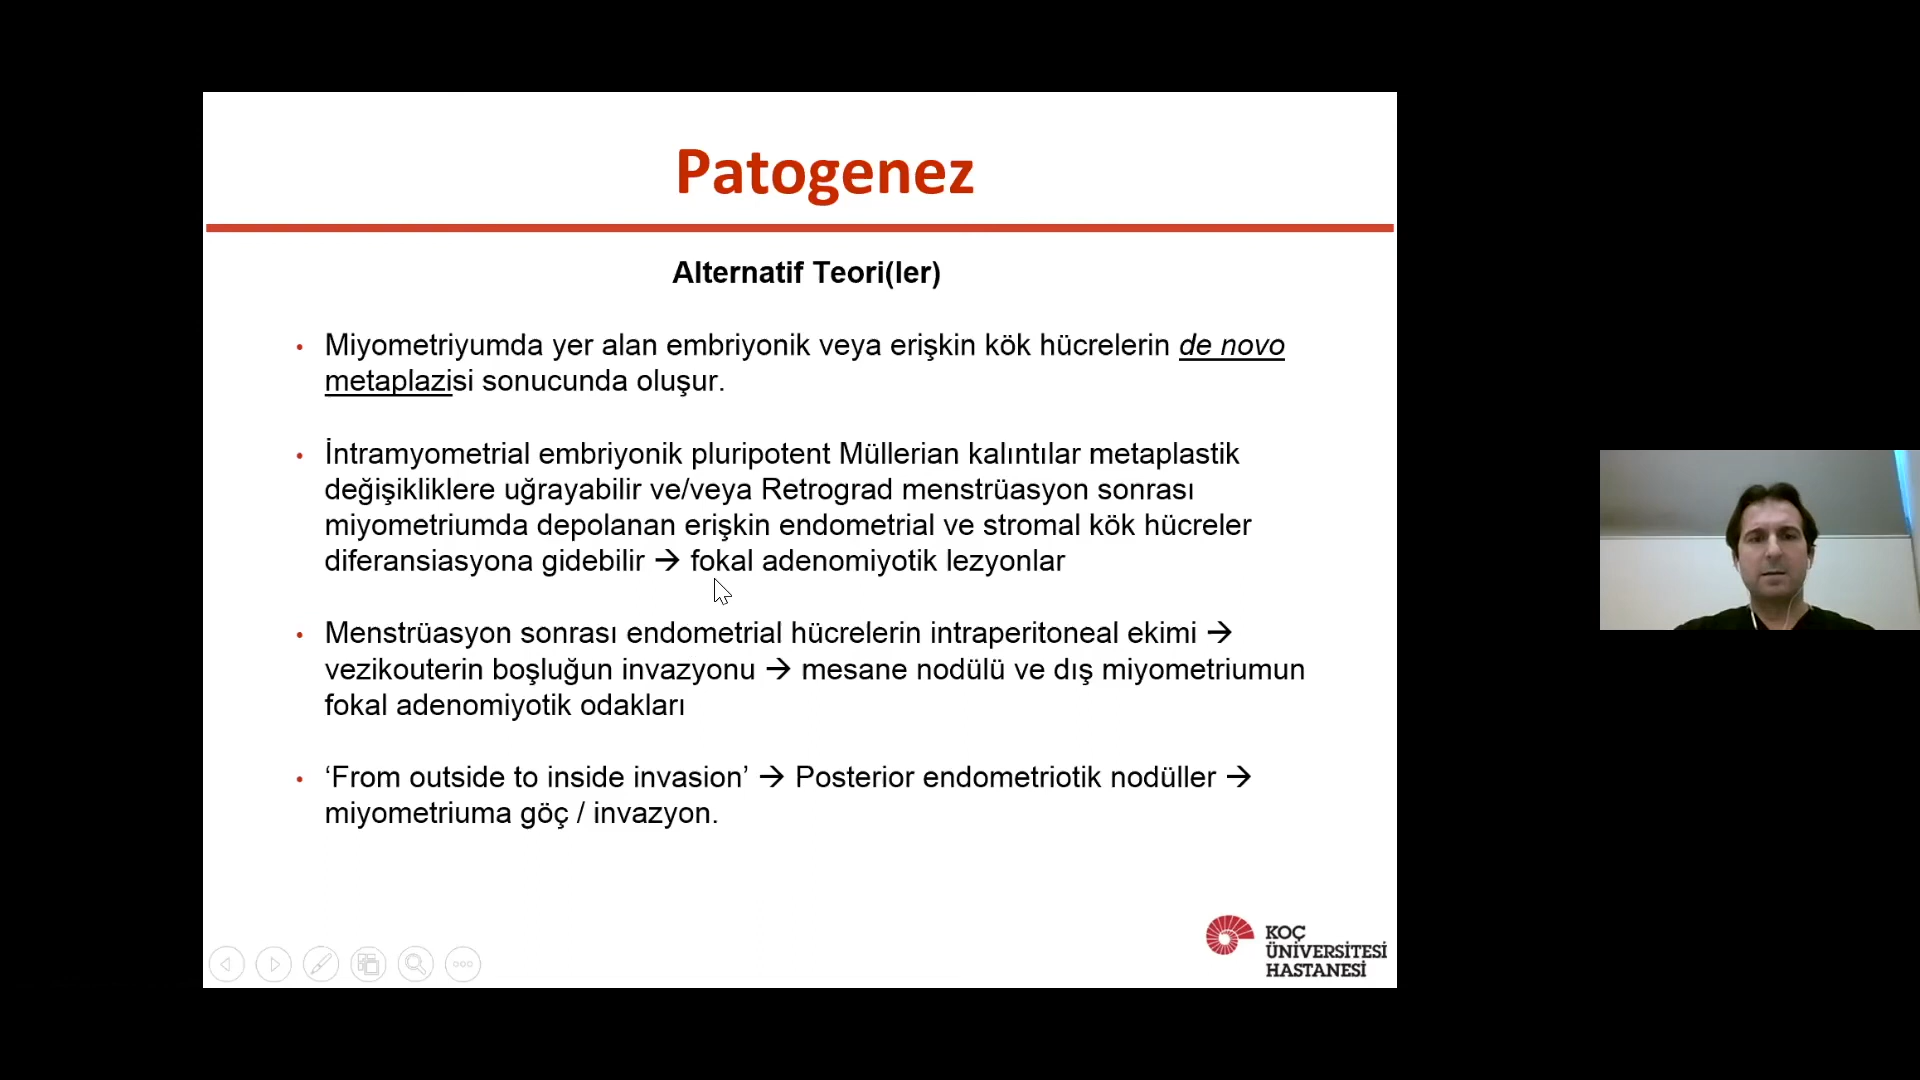 Patogenez
Alternatif Teori(ler)
• Miyometriyumda yer alan embriyonik veya erişkin kök hücrelerin de novo
metaplazisi sonucunda oluşur.
• İntramyometrial embriyonik pluripotent Müllerian kalıntılar metaplastik
değişikliklere uğrayabilir ve/veya Retrograd menstrüasyon sonrası
miyometriumda depolanan erişkin endometrial ve stromal kök hücreler
diferansiasyona gidebilir → fokal adenomiyotik lezyonlar
• Menstrüasyon sonrası endometrial hücrelerin intraperitoneal ekimi →
vezikouterin boşluğun invazyonu → mesane nodülü ve dış miyometriumun
fokal adenomiyotik odakları
• ‘From outside to inside invasion’ → Posterior endometriotik nodüller →
miyometriuma göç / invazyon.
KOÇ
ÜNİVERSİTESİ
HASTANESİ